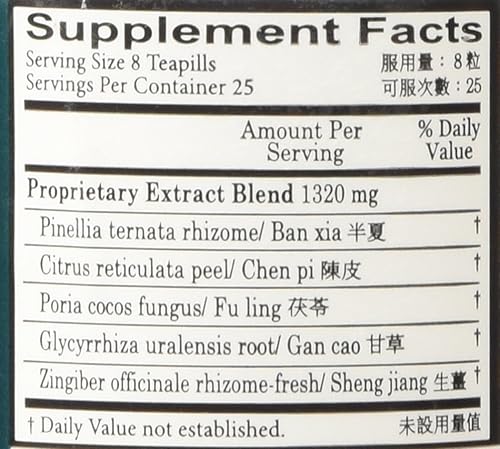 Supplement Facts
Serving Size 8 Teapills 服用量：8粒
Servings Per Container 25 可服次數：25
Amount Per Serving % Daily Value
Proprietary Extract Blend 1320 mg
Pinellia ternata rhizome/ Ban xia 半夏 †
Citrus reticulata peel/ Chen pi 陳皮 †
Poria cocos fungus/ Fu ling 茯苓 †
Glycyrrhiza uralensis root/ Gan cao 甘草 †
Zingiber officinale rhizome-fresh/ Sheng jiang 生薑 †
† Daily Value not established. 未設用量值